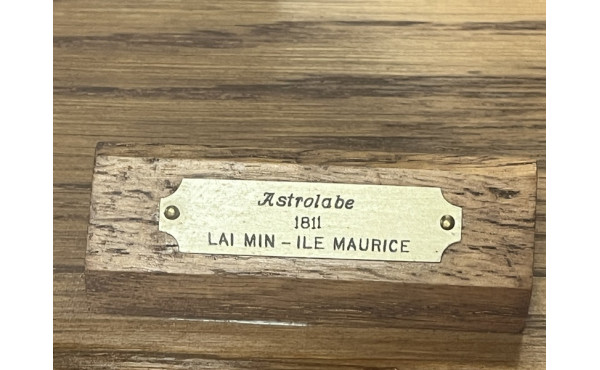 Astrolabe
1811
LAI MIN - ILE MAURICE